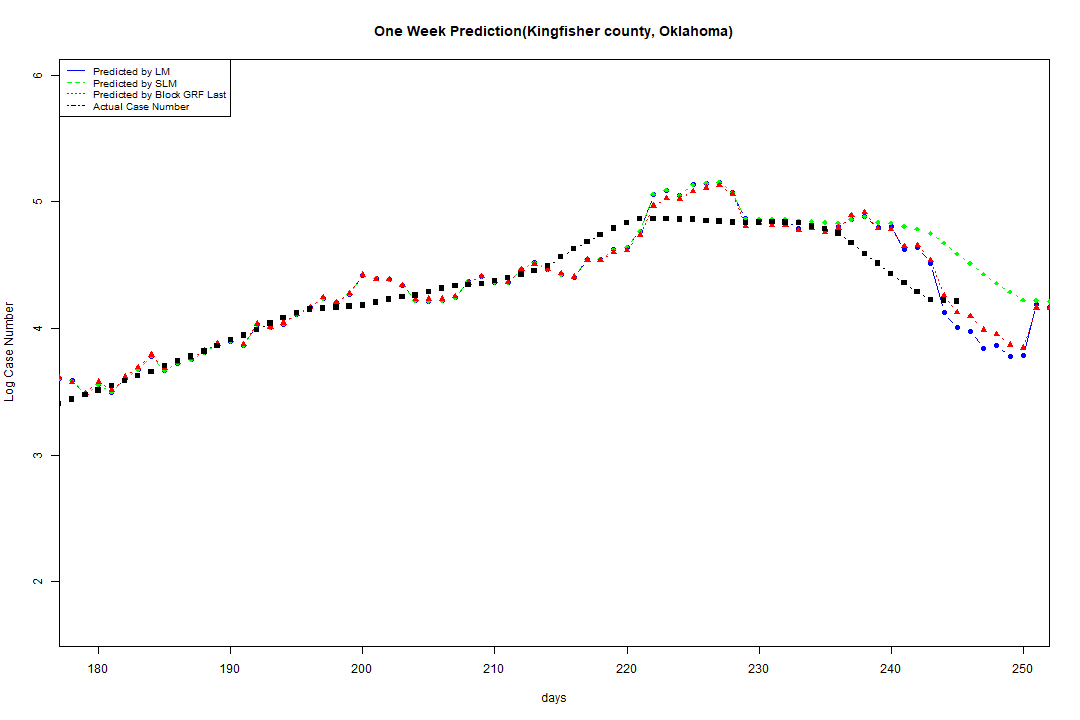 One Week Prediction(Kingfisher county, Oklahoma)
Predicted by LM
Predicted by SLM
Predicted by Block GRF Last
Actual Case Number
Log Case Number
6
5
4
3
2
180 190 200 210 220 230 240 250
days